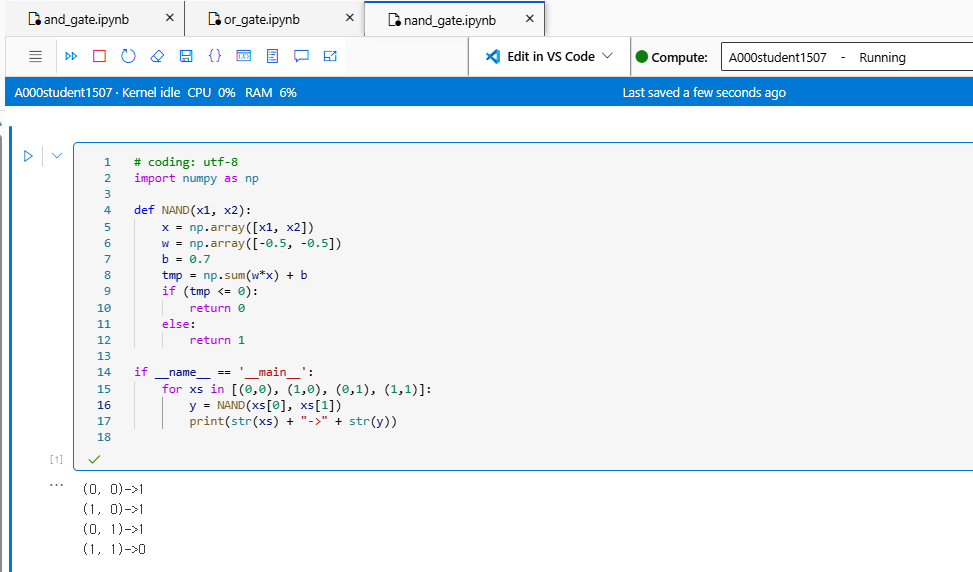 and_gate.ipynb × or_gate.ipynb × nand_gate.ipynb ×
Edit in VS Code Compute: A000student1507 - Running
A000student1507 · Kernel idle CPU 0% RAM 6% Last saved a few seconds ago
1 # coding: utf-8
2 import numpy as np
3
4 def NAND(x1, x2):
5     x = np.array([x1, x2])
6     w = np.array([-0.5, -0.5])
7     b = 0.7
8     tmp = np.sum(w*x) + b
9     if (tmp <= 0):
10         return 0
11     else:
12         return 1
13
14 if __name__ == '__main__':
15     for xs in [(0,0), (1,0), (0,1), (1,1)]:
16         y = NAND(xs[0], xs[1])
17         print(str(xs) + "->" + str(y))
18
[1]
(0, 0)->1
(1, 0)->1
(0, 1)->1
(1, 1)->0